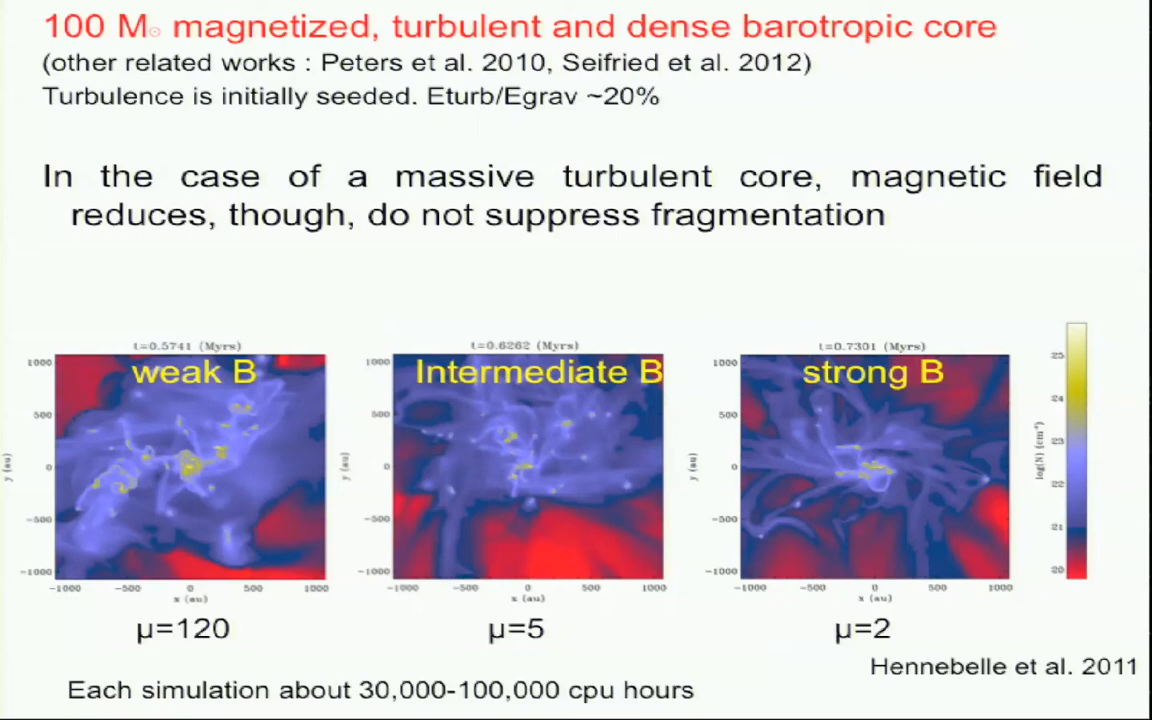 100 M☉ magnetized, turbulent and dense barotropic core
(other related works : Peters et al. 2010, Seifried et al. 2012)
Turbulence is initially seeded. Eturb/Egrav ~20%
In the case of a massive turbulent core, magnetic field
reduces, though, do not suppress fragmentation
t=0.5741 (Myrs)
weak B
1000
500
0
-500
-1000
y (au)
-1000 -500 0 500 1000
x (au)
μ=120
t=0.6262 (Myrs)
Intermediate B
1000
500
0
-500
-1000
y (au)
-1000 -500 0 500 1000
x (au)
μ=5
t=0.7301 (Myrs)
strong B
1000
500
0
-500
-1000
y (au)
-1000 -500 0 500 1000
x (au)
μ=2
25
24
23
22
21
20
log(N) (cm⁻²)
Hennebelle et al. 2011
Each simulation about 30,000-100,000 cpu hours